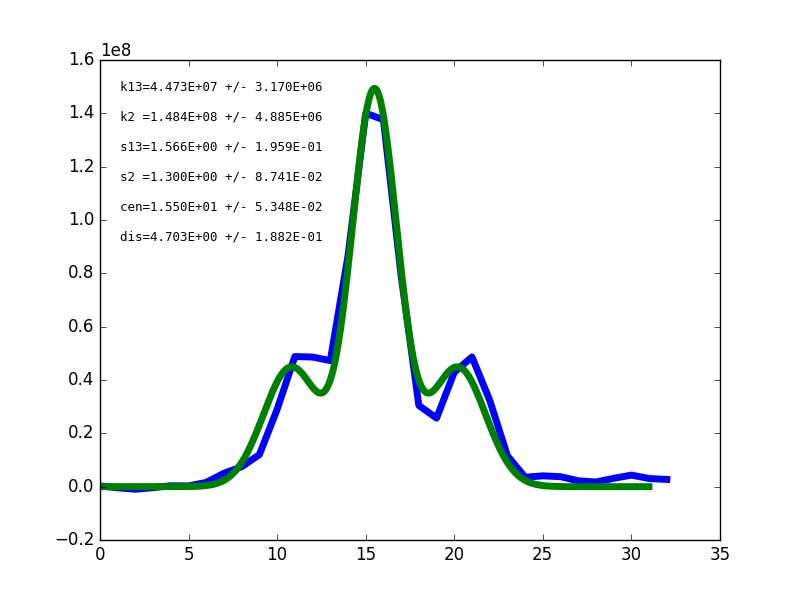 1e8
1.6
k13=4.473E+07 +/- 3.170E+06
k2 =1.484E+08 +/- 4.885E+06
1.4
s13=1.566E+00 +/- 1.959E-01
s2 =1.300E+00 +/- 8.741E-02
1.2
cen=1.550E+01 +/- 5.348E-02
dis=4.703E+00 +/- 1.882E-01
1.0
0.8
0.6
0.4
0.2
0.0
−0.2
0 5 10 15 20 25 30 35